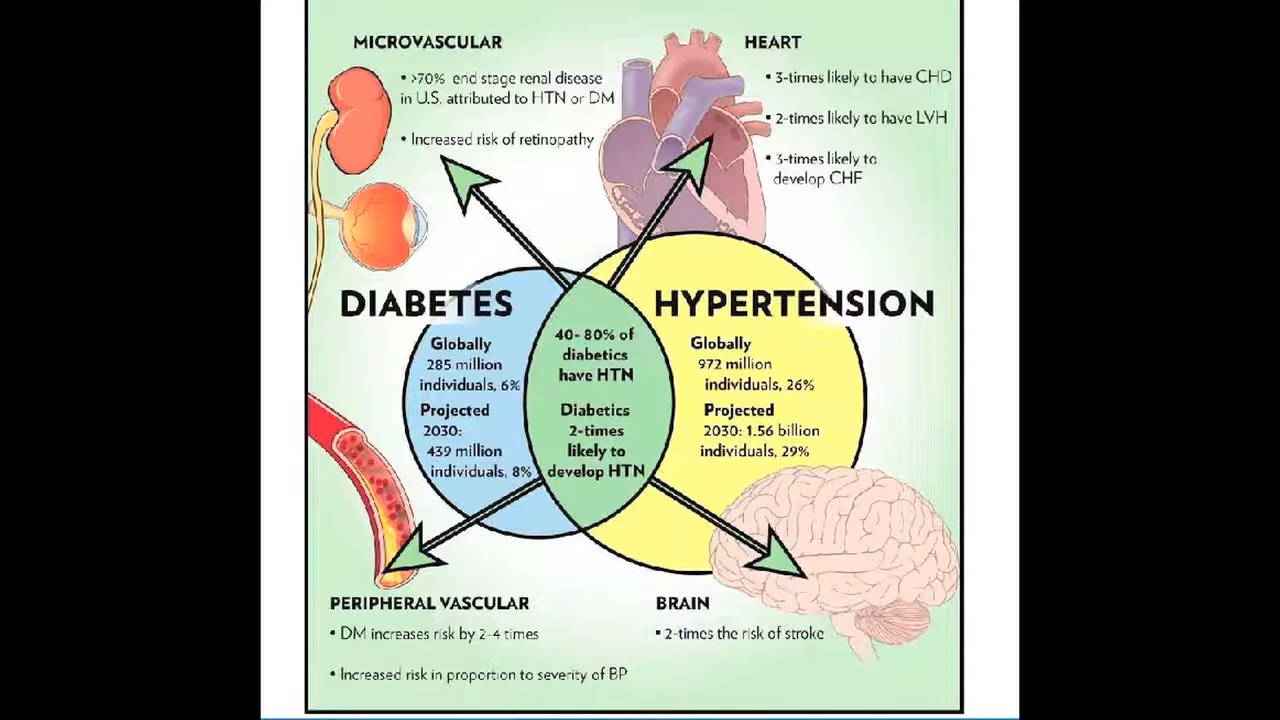 MICROVASCULAR
• >70% end stage renal disease
in U.S. attributed to HTN or DM
• Increased risk of retinopathy
HEART
• 3-times likely to have CHD
• 2-times likely to have LVH
• 3-times likely to
develop CHF
DIABETES
Globally
285 million
individuals, 6%
Projected
2030:
439 million
individuals, 8%
40-80% of
diabetics
have HTN
Diabetics
2-times
likely to
develop HTN
HYPERTENSION
Globally
972 million
individuals, 26%
Projected
2030: 1.56 billion
individuals, 29%
PERIPHERAL VASCULAR
• DM increases risk by 2-4 times
• Increased risk in proportion to severity of BP
BRAIN
• 2-times the risk of stroke